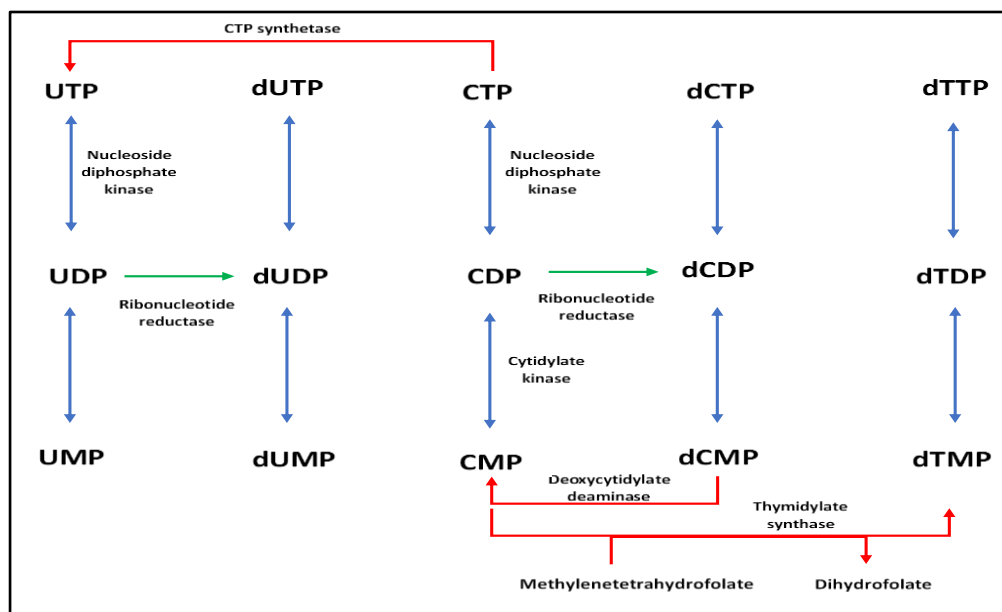 CTP synthetase
UTP
dUTP
CTP
dCTP
dTTP
Nucleoside
diphosphate
kinase
Nucleoside
diphosphate
kinase
UDP
dUDP
CDP
dCDP
dTDP
Ribonucleotide
reductase
Ribonucleotide
reductase
Cytidylate
kinase
UMP
dUMP
CMP
dCMP
dTMP
Deoxycytidylate
deaminase
Thymidylate
synthase
Methylenetetrahydrofolate
Dihydrofolate